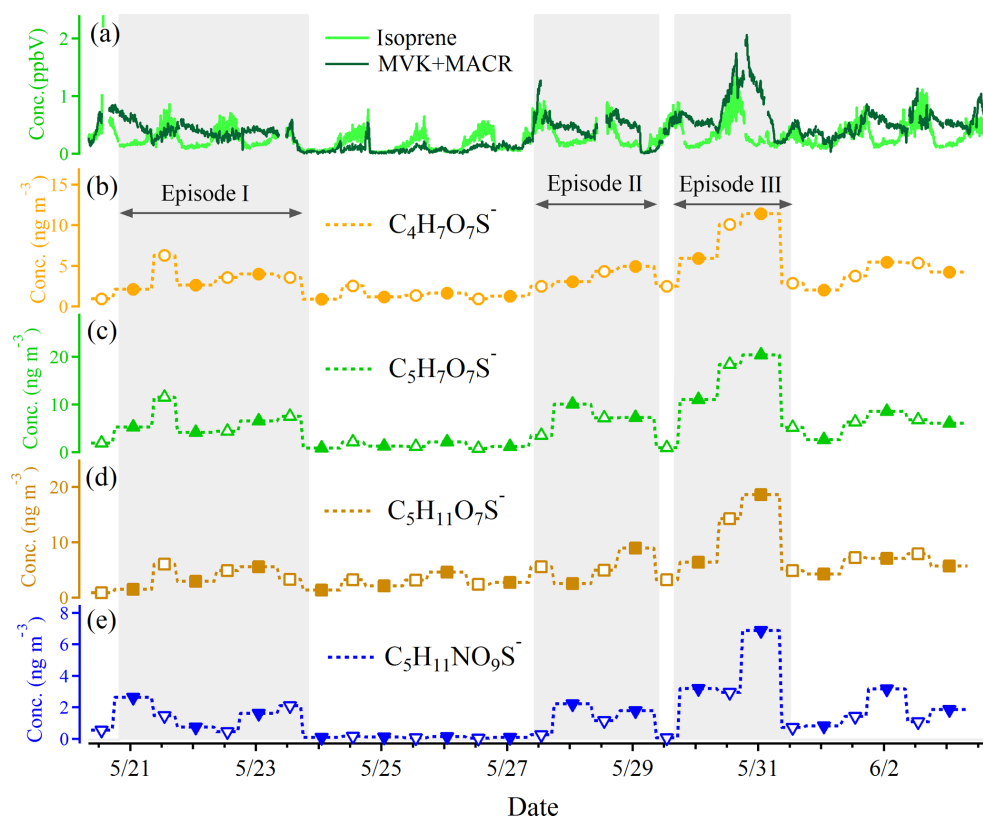 (a)
Isoprene
MVK+MACR
Conc.(ppbV)
2
1
0
(b)
Episode I
Episode II
Episode III
C₄H₇O₇S⁻
Conc. (ng m⁻³)
15
10
5
0
(c)
C₅H₇O₇S⁻
Conc. (ng m⁻³)
20
10
0
(d)
C₅H₁₁O₇S⁻
Conc. (ng m⁻³)
20
10
0
(e)
C₅H₁₁NO₉S⁻
Conc. (ng m⁻³)
8
6
4
2
0
5/21
5/23
5/25
5/27
5/29
5/31
6/2
Date